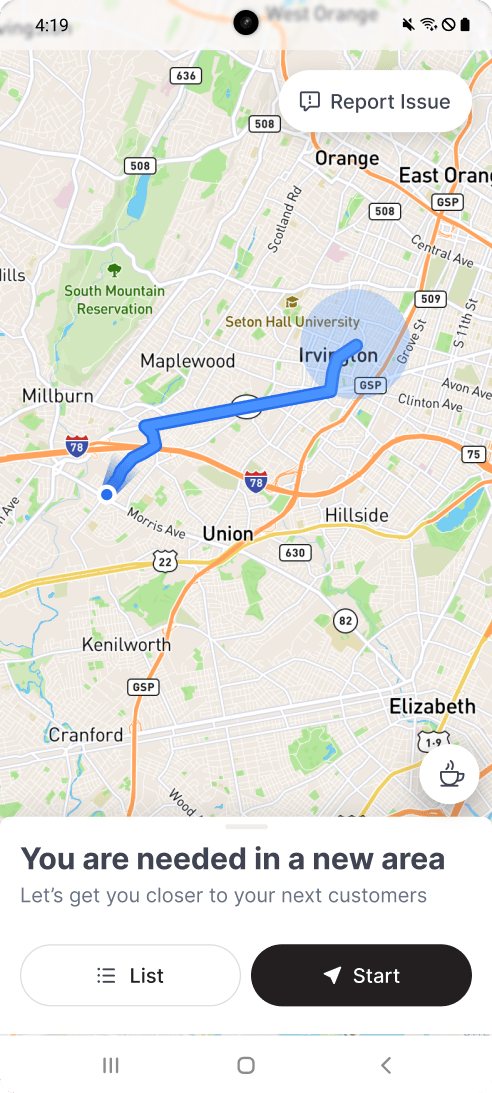 4:19
West Orange
636
Report Issue
508
508
Orange
East Orang
GSP
508
Scotland Rd
Central Ave
ills
South Mountain
Reservation
509
Seton Hall University
S 11th St
Grove St
Irvington
Maplewood
GSP
Avon Ave
Millburn
Clinton Ave
78
75
78
n Ave
Morris Ave
Hillside
Union
630
22
82
Kenilworth
GSP
Elizabeth
Cranford
1-9
Wood
You are needed in a new area
Let's get you closer to your next customers
List
Start